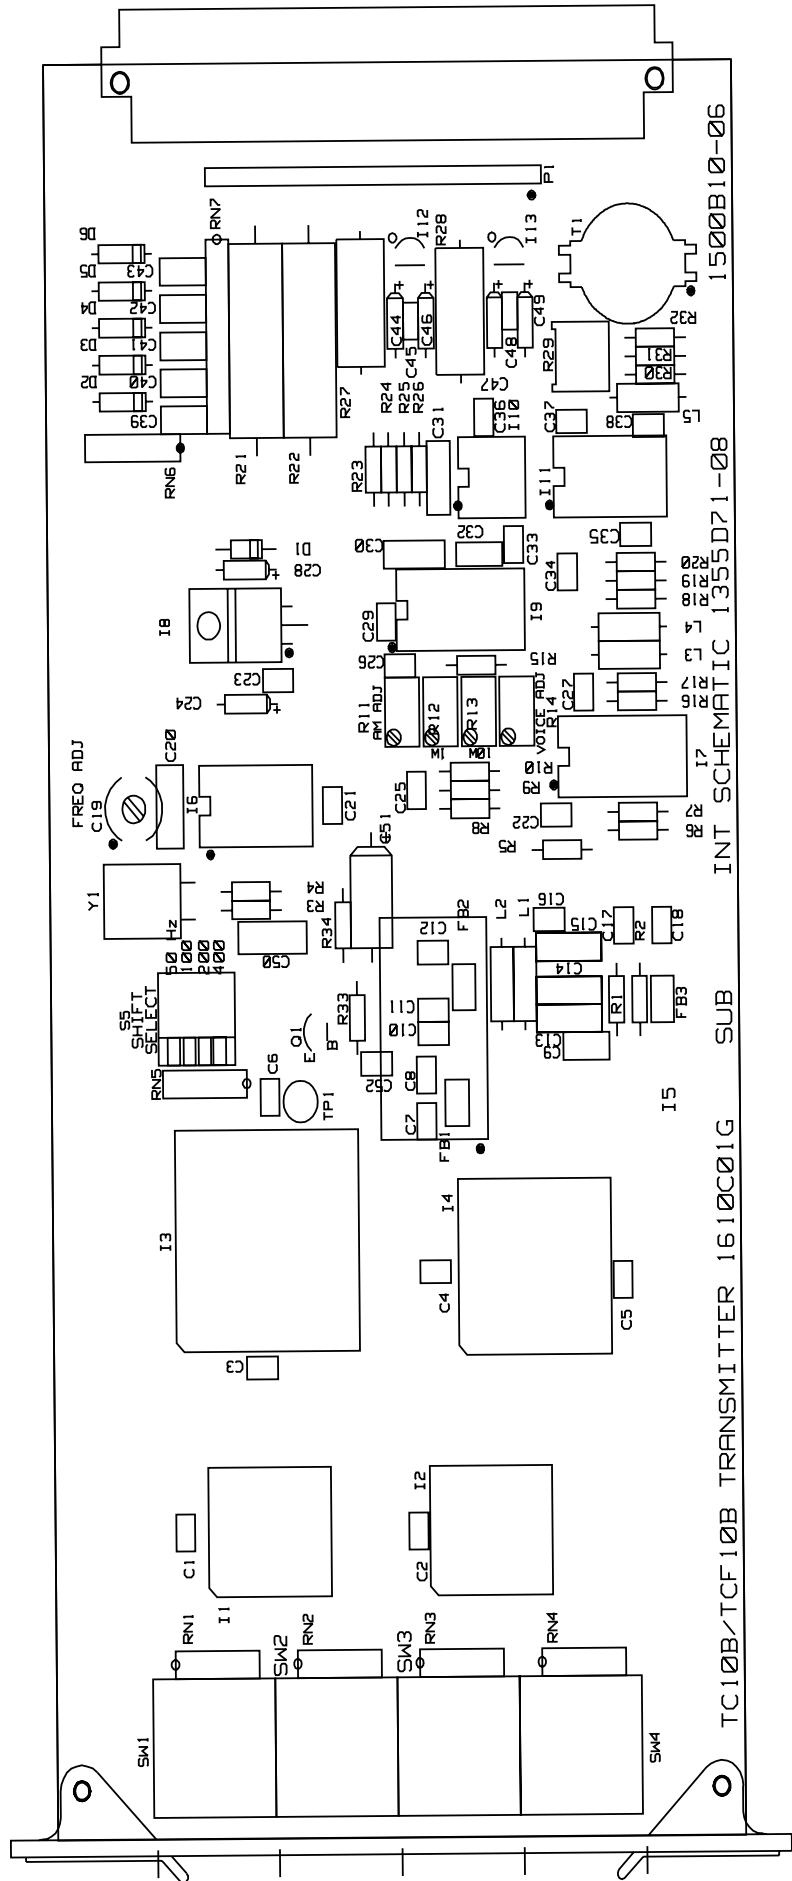 P1
1500B10-06
RN7
I12
R28
I13
T1
D6
D5
C43
D4
C42
D3
C41
D2
C40
C39
C44
C45
C46
C48
C49
C47
R32
R31
R30
R29
L5
R27
R24
R25
R26
C31
C36
I10
C37
C38
RN6
R21
R22
R23
I11
D1
C28
C30
C32
C33
C34
C35
R20
R19
R18
I8
C29
I9
L4
L3
C23
C24
C26
R15
R11
AM ADJ
R12
1W
R13
10W
VOICE ADJ
R14
C27
R17
R16
I7
FREQ ADJ
C19
C20
I6
C21
C25
R10
R9
R8
C22
R7
R6
R5
C51
Y1
R4
R3
C50
R34
C12
FB2
L2
L1
C16
C15
C17
R2
C18
C14
S5
SHIFT
SELECT
50 Hz
100
200
400
R33
C11
C10
R1
FB3
C13
C9
Q1
E
B
RN5
C6
TP1
C52
C8
C7
FB1
I5
I3
I4
C4
C5
C3
C1
I1
C2
I2
RN1
RN2
RN3
RN4
SW1
SW2
SW3
SW4
TC10B/TCF10B TRANSMITTER 1610C01G SUB INT SCHEMATIC 1355D71-08